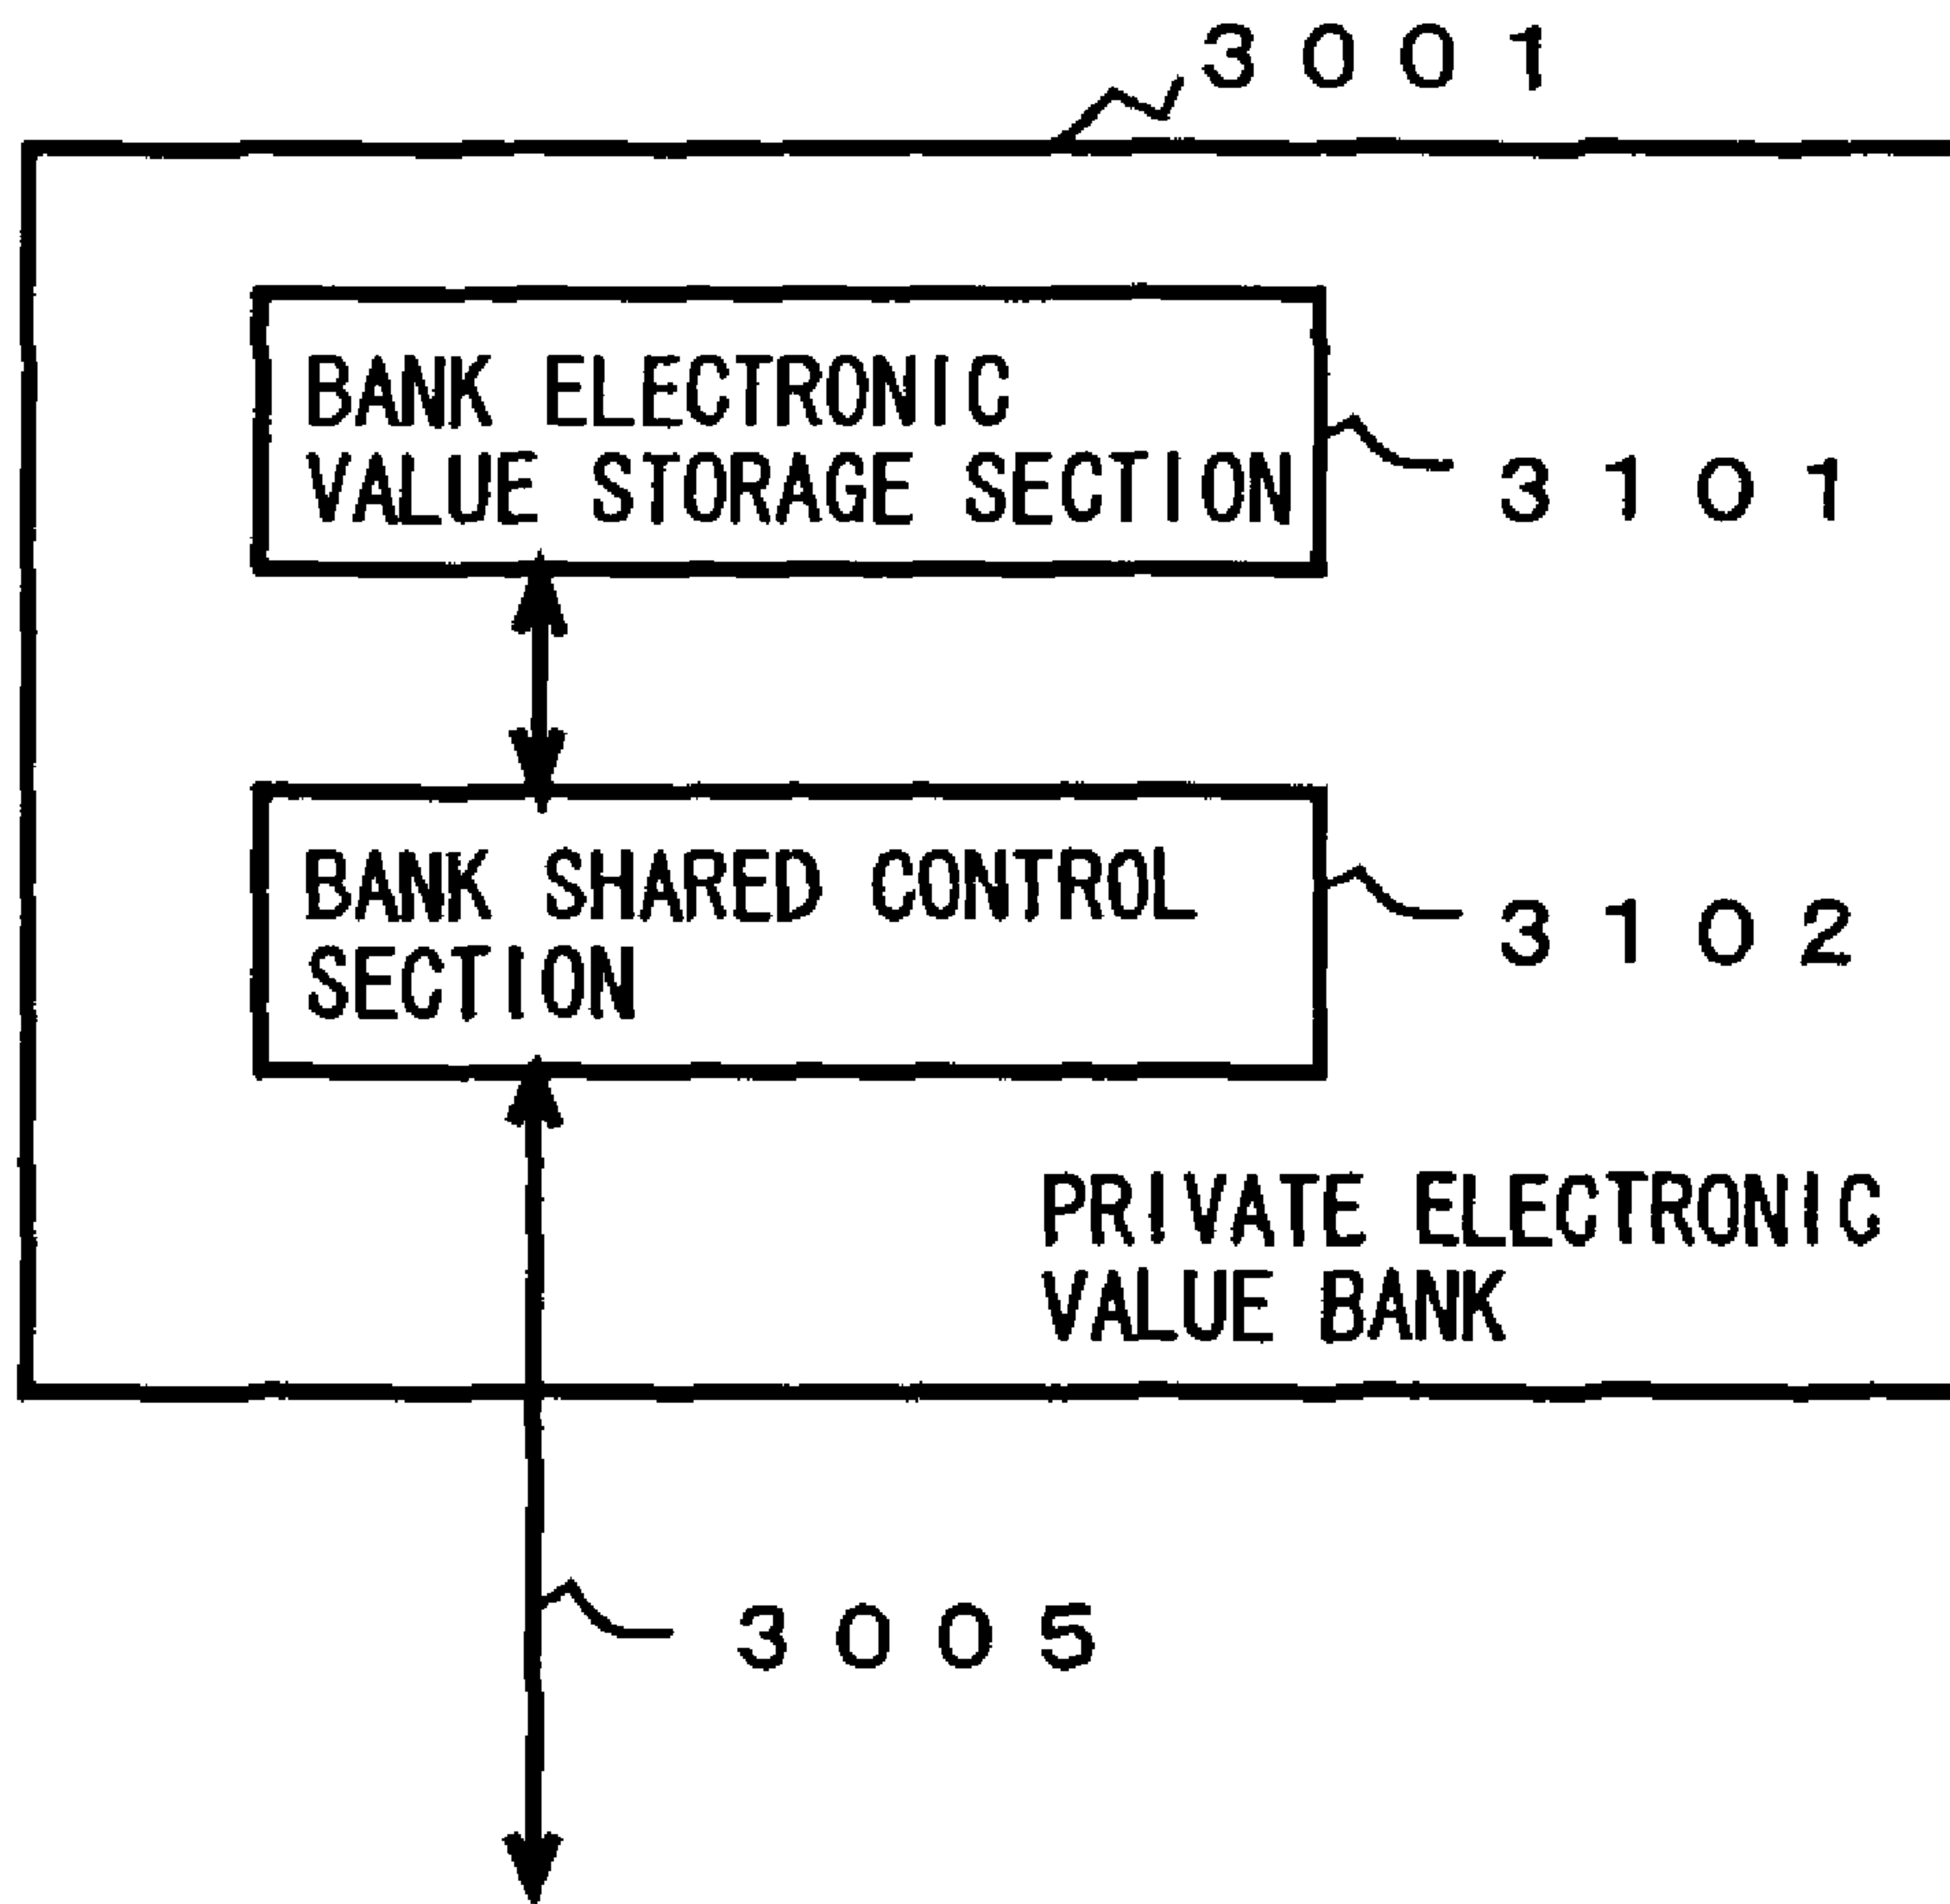 3001
BANK ELECTRONIC
VALUE STORAGE SECTION
3101
BANK SHARED CONTROL
SECTION
3102
PRIVATE ELECTRONIC
VALUE BANK
3005